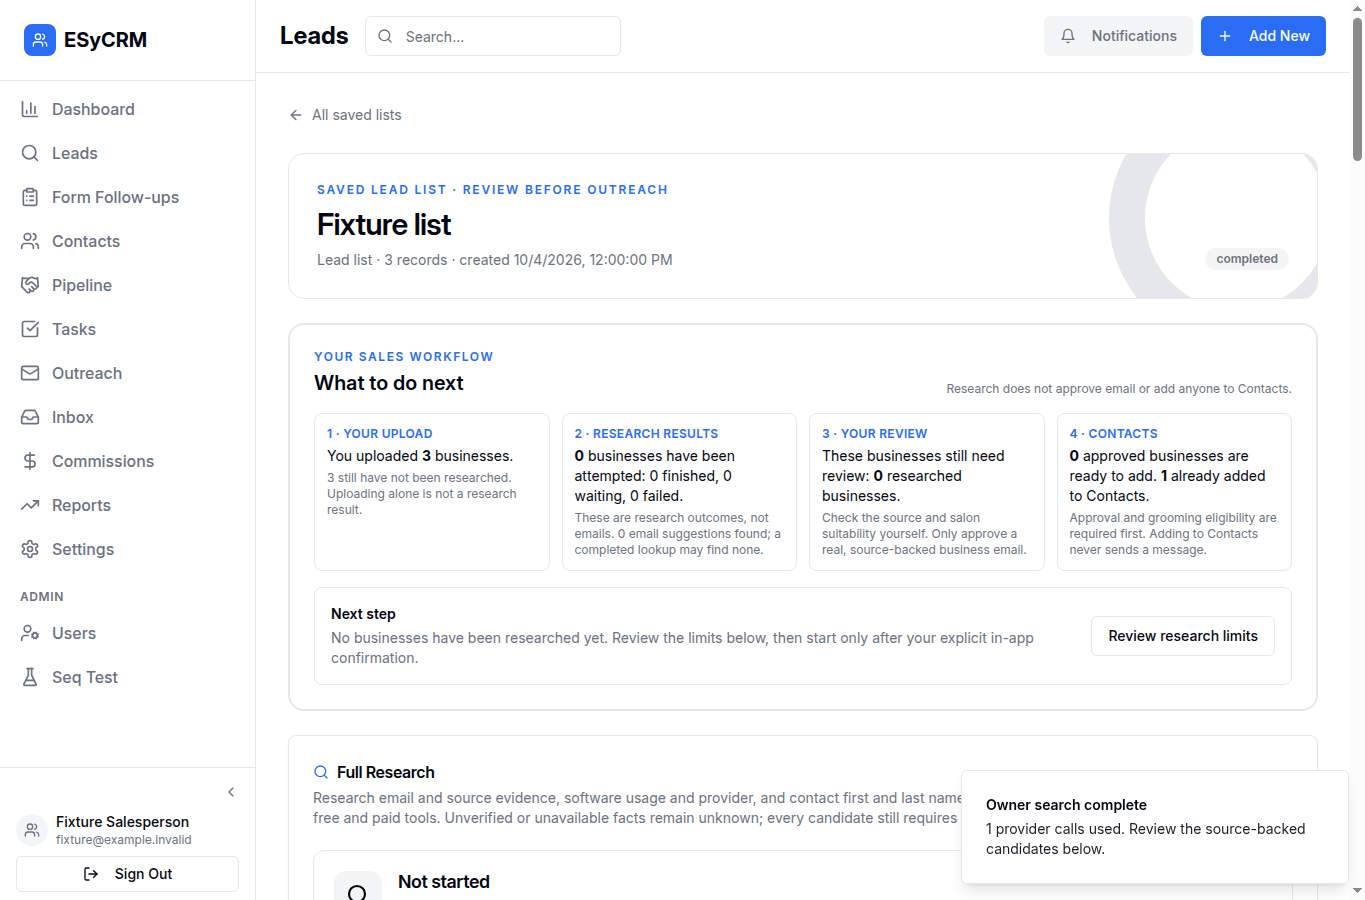 ESyCRM
Leads
Search...
Notifications
Add New
Dashboard
Leads
Form Follow-ups
Contacts
Pipeline
Tasks
Outreach
Inbox
Commissions
Reports
Settings
ADMIN
Users
Seq Test
Fixture Salesperson
fixture@example.invalid
Sign Out
All saved lists
SAVED LEAD LIST · REVIEW BEFORE OUTREACH
Fixture list
Lead list · 3 records · created 10/4/2026, 12:00:00 PM
completed
YOUR SALES WORKFLOW
What to do next
Research does not approve email or add anyone to Contacts.
1 · YOUR UPLOAD
You uploaded 3 businesses.
3 still have not been researched.
Uploading alone is not a research
result.
2 · RESEARCH RESULTS
0 businesses have been
attempted: 0 finished, 0
waiting, 0 failed.
These are research outcomes, not
emails. 0 email suggestions found; a
completed lookup may find none.
3 · YOUR REVIEW
These businesses still need
review: 0 researched
businesses.
Check the source and salon
suitability yourself. Only approve a
real, source-backed business email.
4 · CONTACTS
0 approved businesses are
ready to add. 1 already added
to Contacts.
Approval and grooming eligibility are
required first. Adding to Contacts
never sends a message.
Next step
No businesses have been researched yet. Review the limits below, then start only after your explicit in-app
confirmation.
Review research limits
Full Research
Research email and source evidence, software usage and provider, and contact first and last name
free and paid tools. Unverified or unavailable facts remain unknown; every candidate still requires
Not started
Owner search complete
1 provider calls used. Review the source-backed
candidates below.